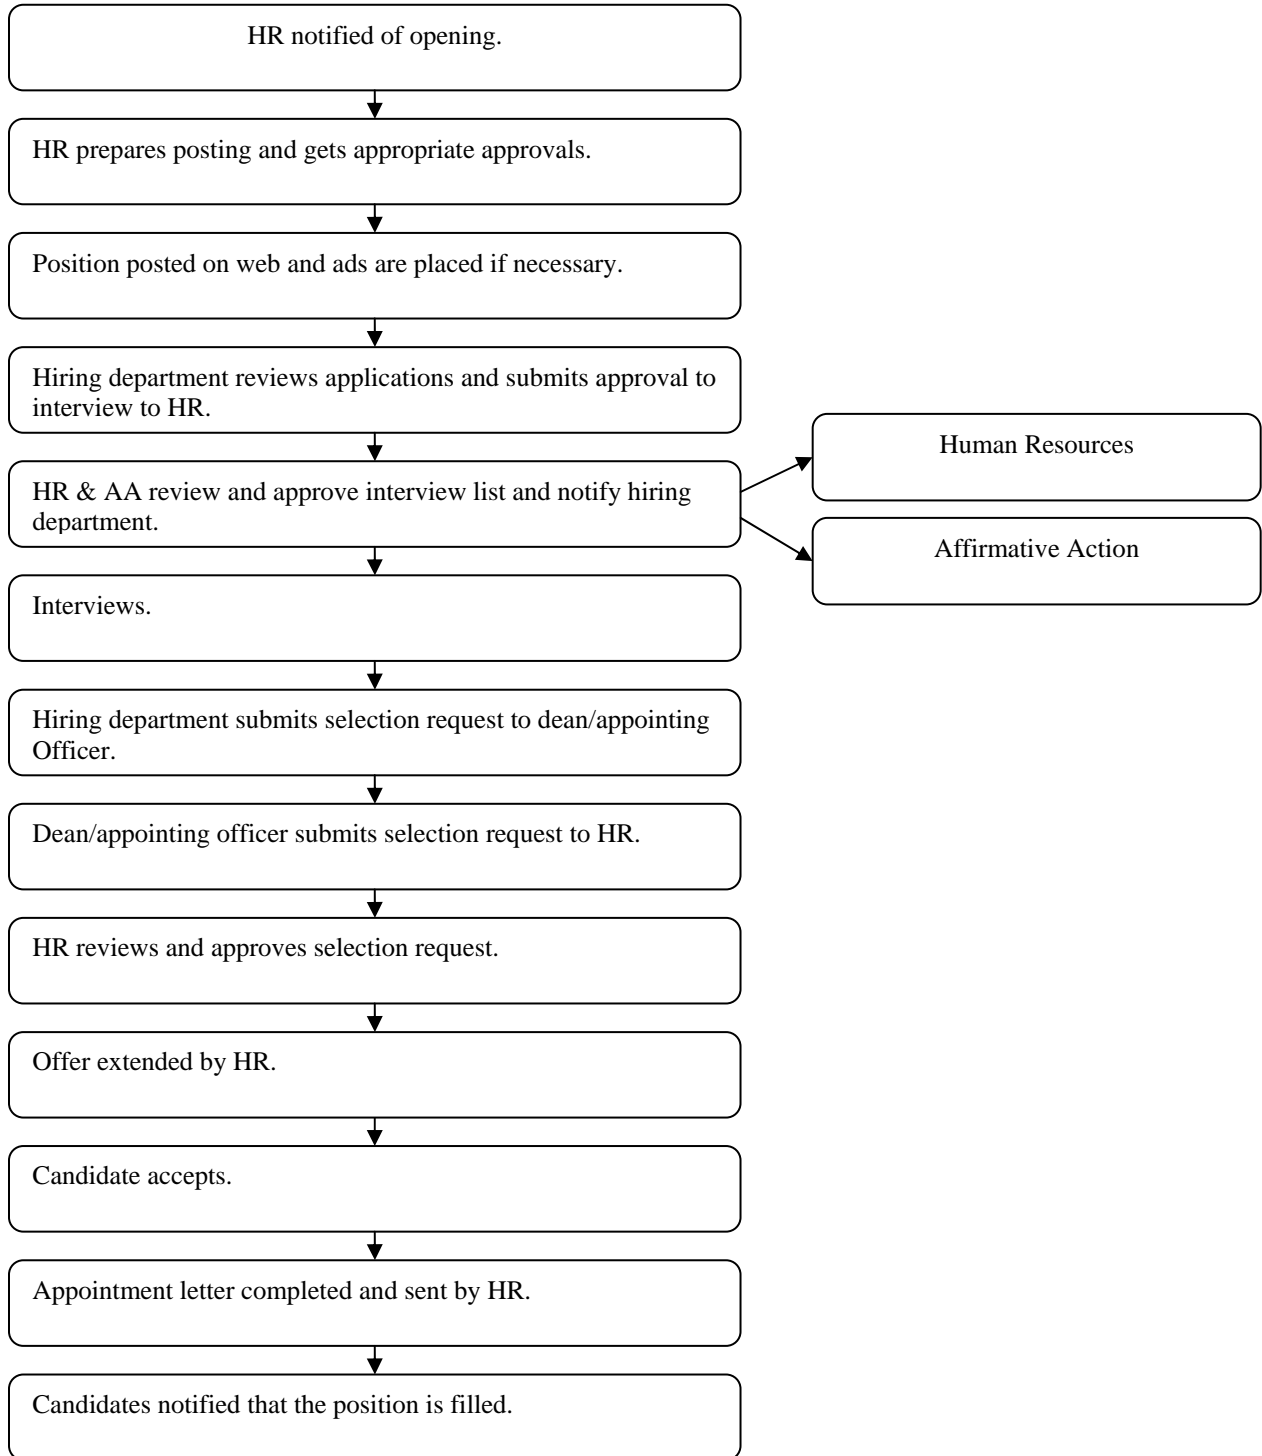 HR notified of opening.
HR prepares posting and gets appropriate approvals.
Position posted on web and ads are placed if necessary.
Hiring department reviews applications and submits approval to
interview to HR.
Human Resources
HR & AA review and approve interview list and notify hiring
department.
Affirmative Action
Interviews.
Hiring department submits selection request to dean/appointing
Officer.
Dean/appointing officer submits selection request to HR.
HR reviews and approves selection request.
Offer extended by HR.
Candidate accepts.
Appointment letter completed and sent by HR.
Candidates notified that the position is filled.